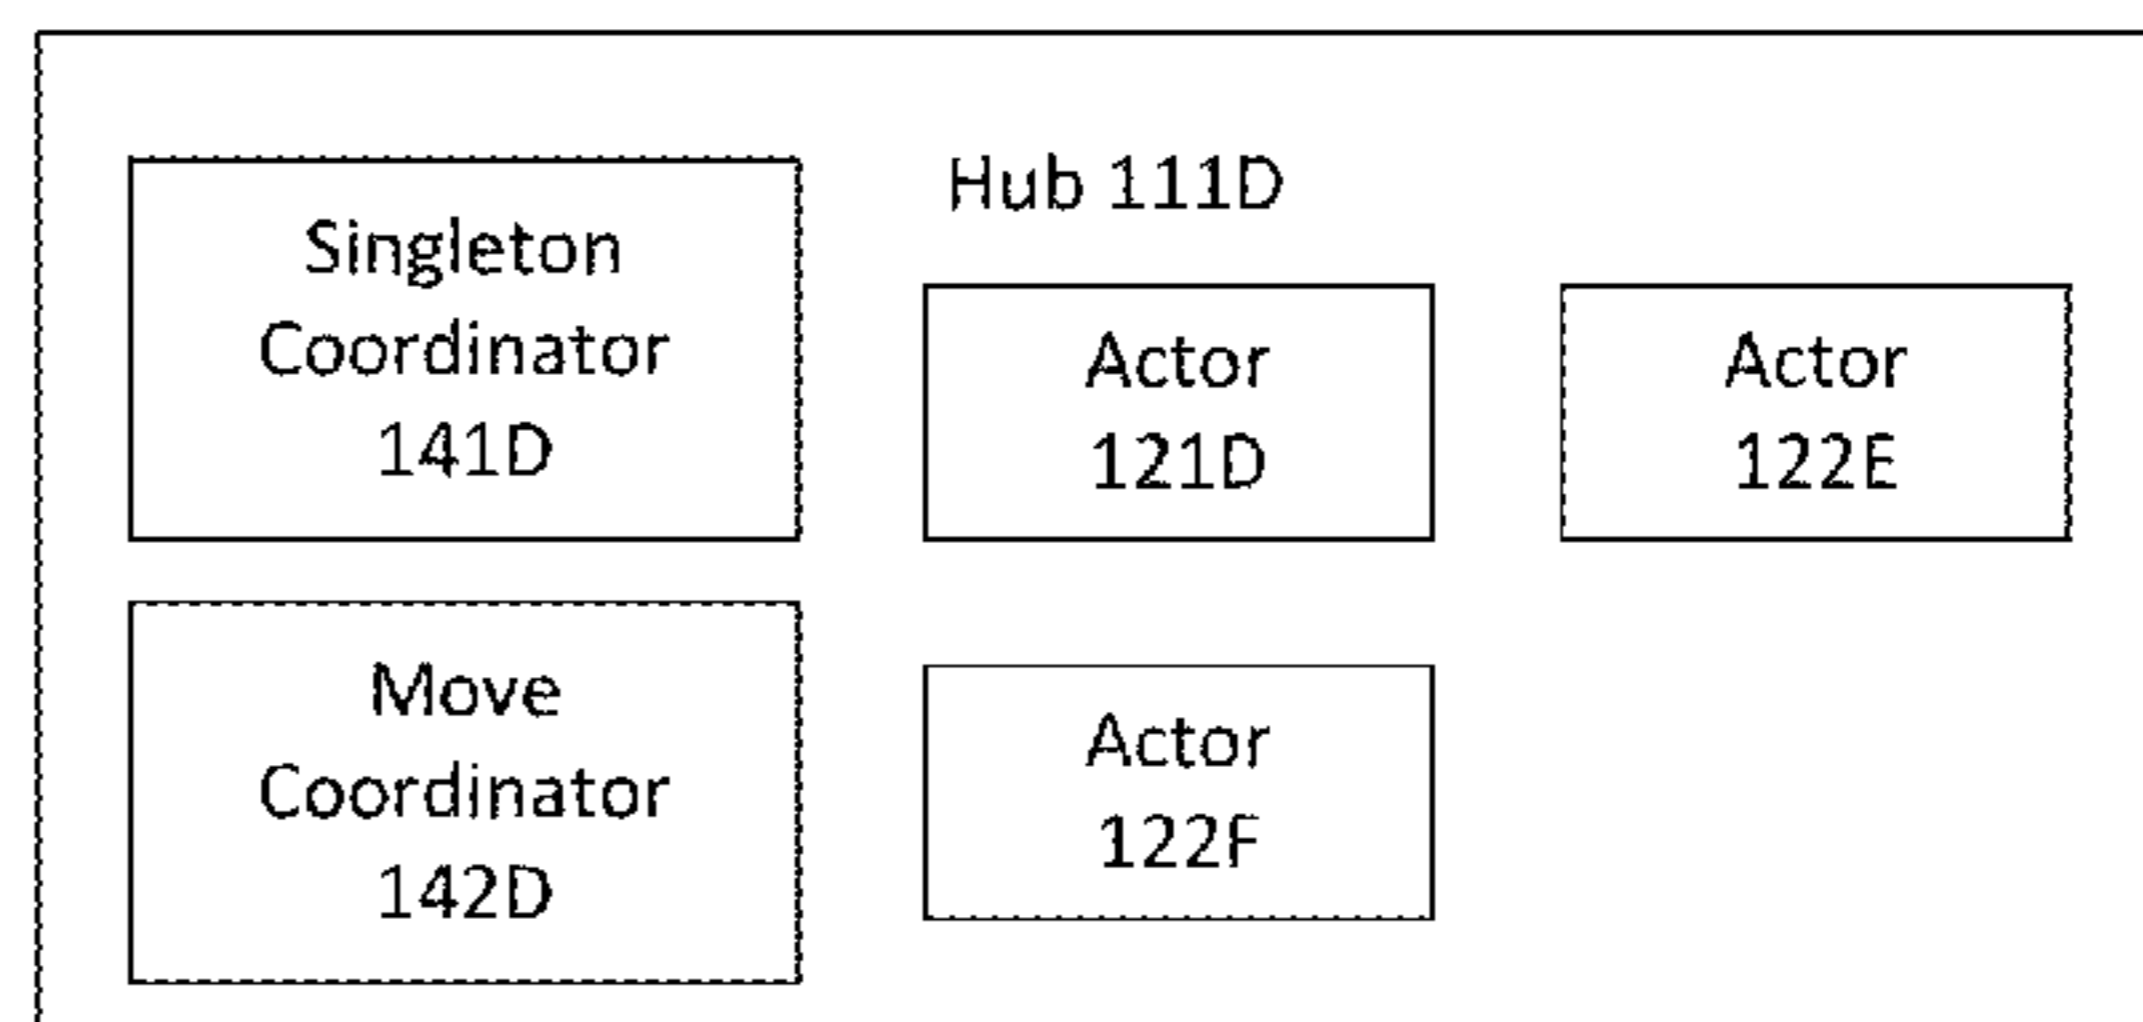 Singleton
Coordinator
141D
Hub 111D
Actor
121D
Actor
122E
Move
Coordinator
142D
Actor
122F